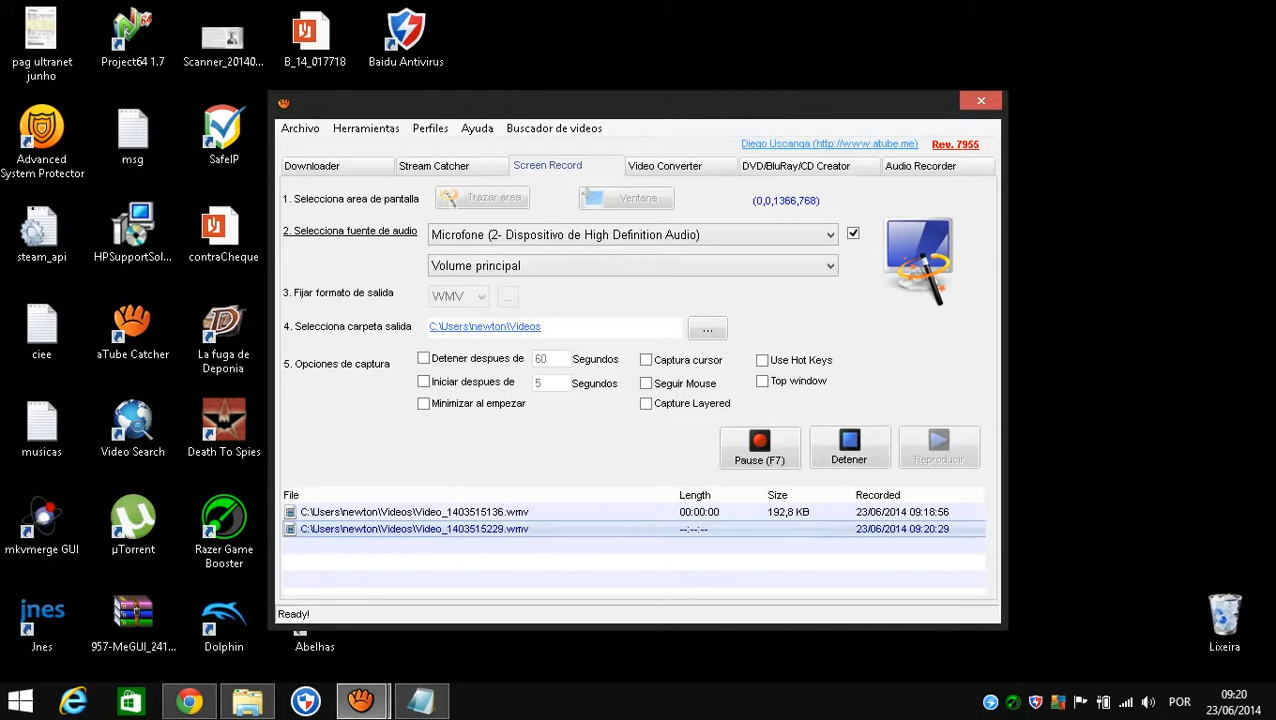 pag ultranet
junho
Project64 1.7
Scanner_20140...
B_14_017718
Baidu Antivirus
Advanced
System Protector
msg
SafeIP
steam_api
HPSupportSol...
contraCheque
ciee
aTube Catcher
La fuga de
Deponia
musicas
Video Search
Death To Spies
mkvmerge GUI
µTorrent
Razer Game
Booster
jnes
Jnes
957-MeGUI_241...
Dolphin
Abelhas
Archivo Herramientas Perfiles Ayuda Buscador de videos
Diego Uscanga (http://www.atube.me) Rev. 7955
Downloader Stream Catcher Screen Record Video Converter DVD/BluRay/CD Creator Audio Recorder
1. Selecciona area de pantalla Trazar area Ventana (0,0,1366,768)
2. Selecciona fuente de audio Microfone (2- Dispositivo de High Definition Audio)
Volume principal
3. Fijar formato de salida WMV ...
4. Selecciona carpeta salida C:\Users\newton\Videos ...
5. Opciones de captura
Detener despues de 60 Segundos Captura cursor Use Hot Keys
Iniciar despues de 5 Segundos Seguir Mouse Top window
Minimizar al empezar Capture Layered
Pause (F7) Detener Reproducir
File Length Size Recorded
C:\Users\newton\Videos\Video_1403515136.wmv 00:00:00 192,8 KB 23/06/2014 09:18:56
C:\Users\newton\Videos\Video_1403515229.wmv --:--:-- 23/06/2014 09:20:29
Ready!
Lixeira
POR
09:20
23/06/2014